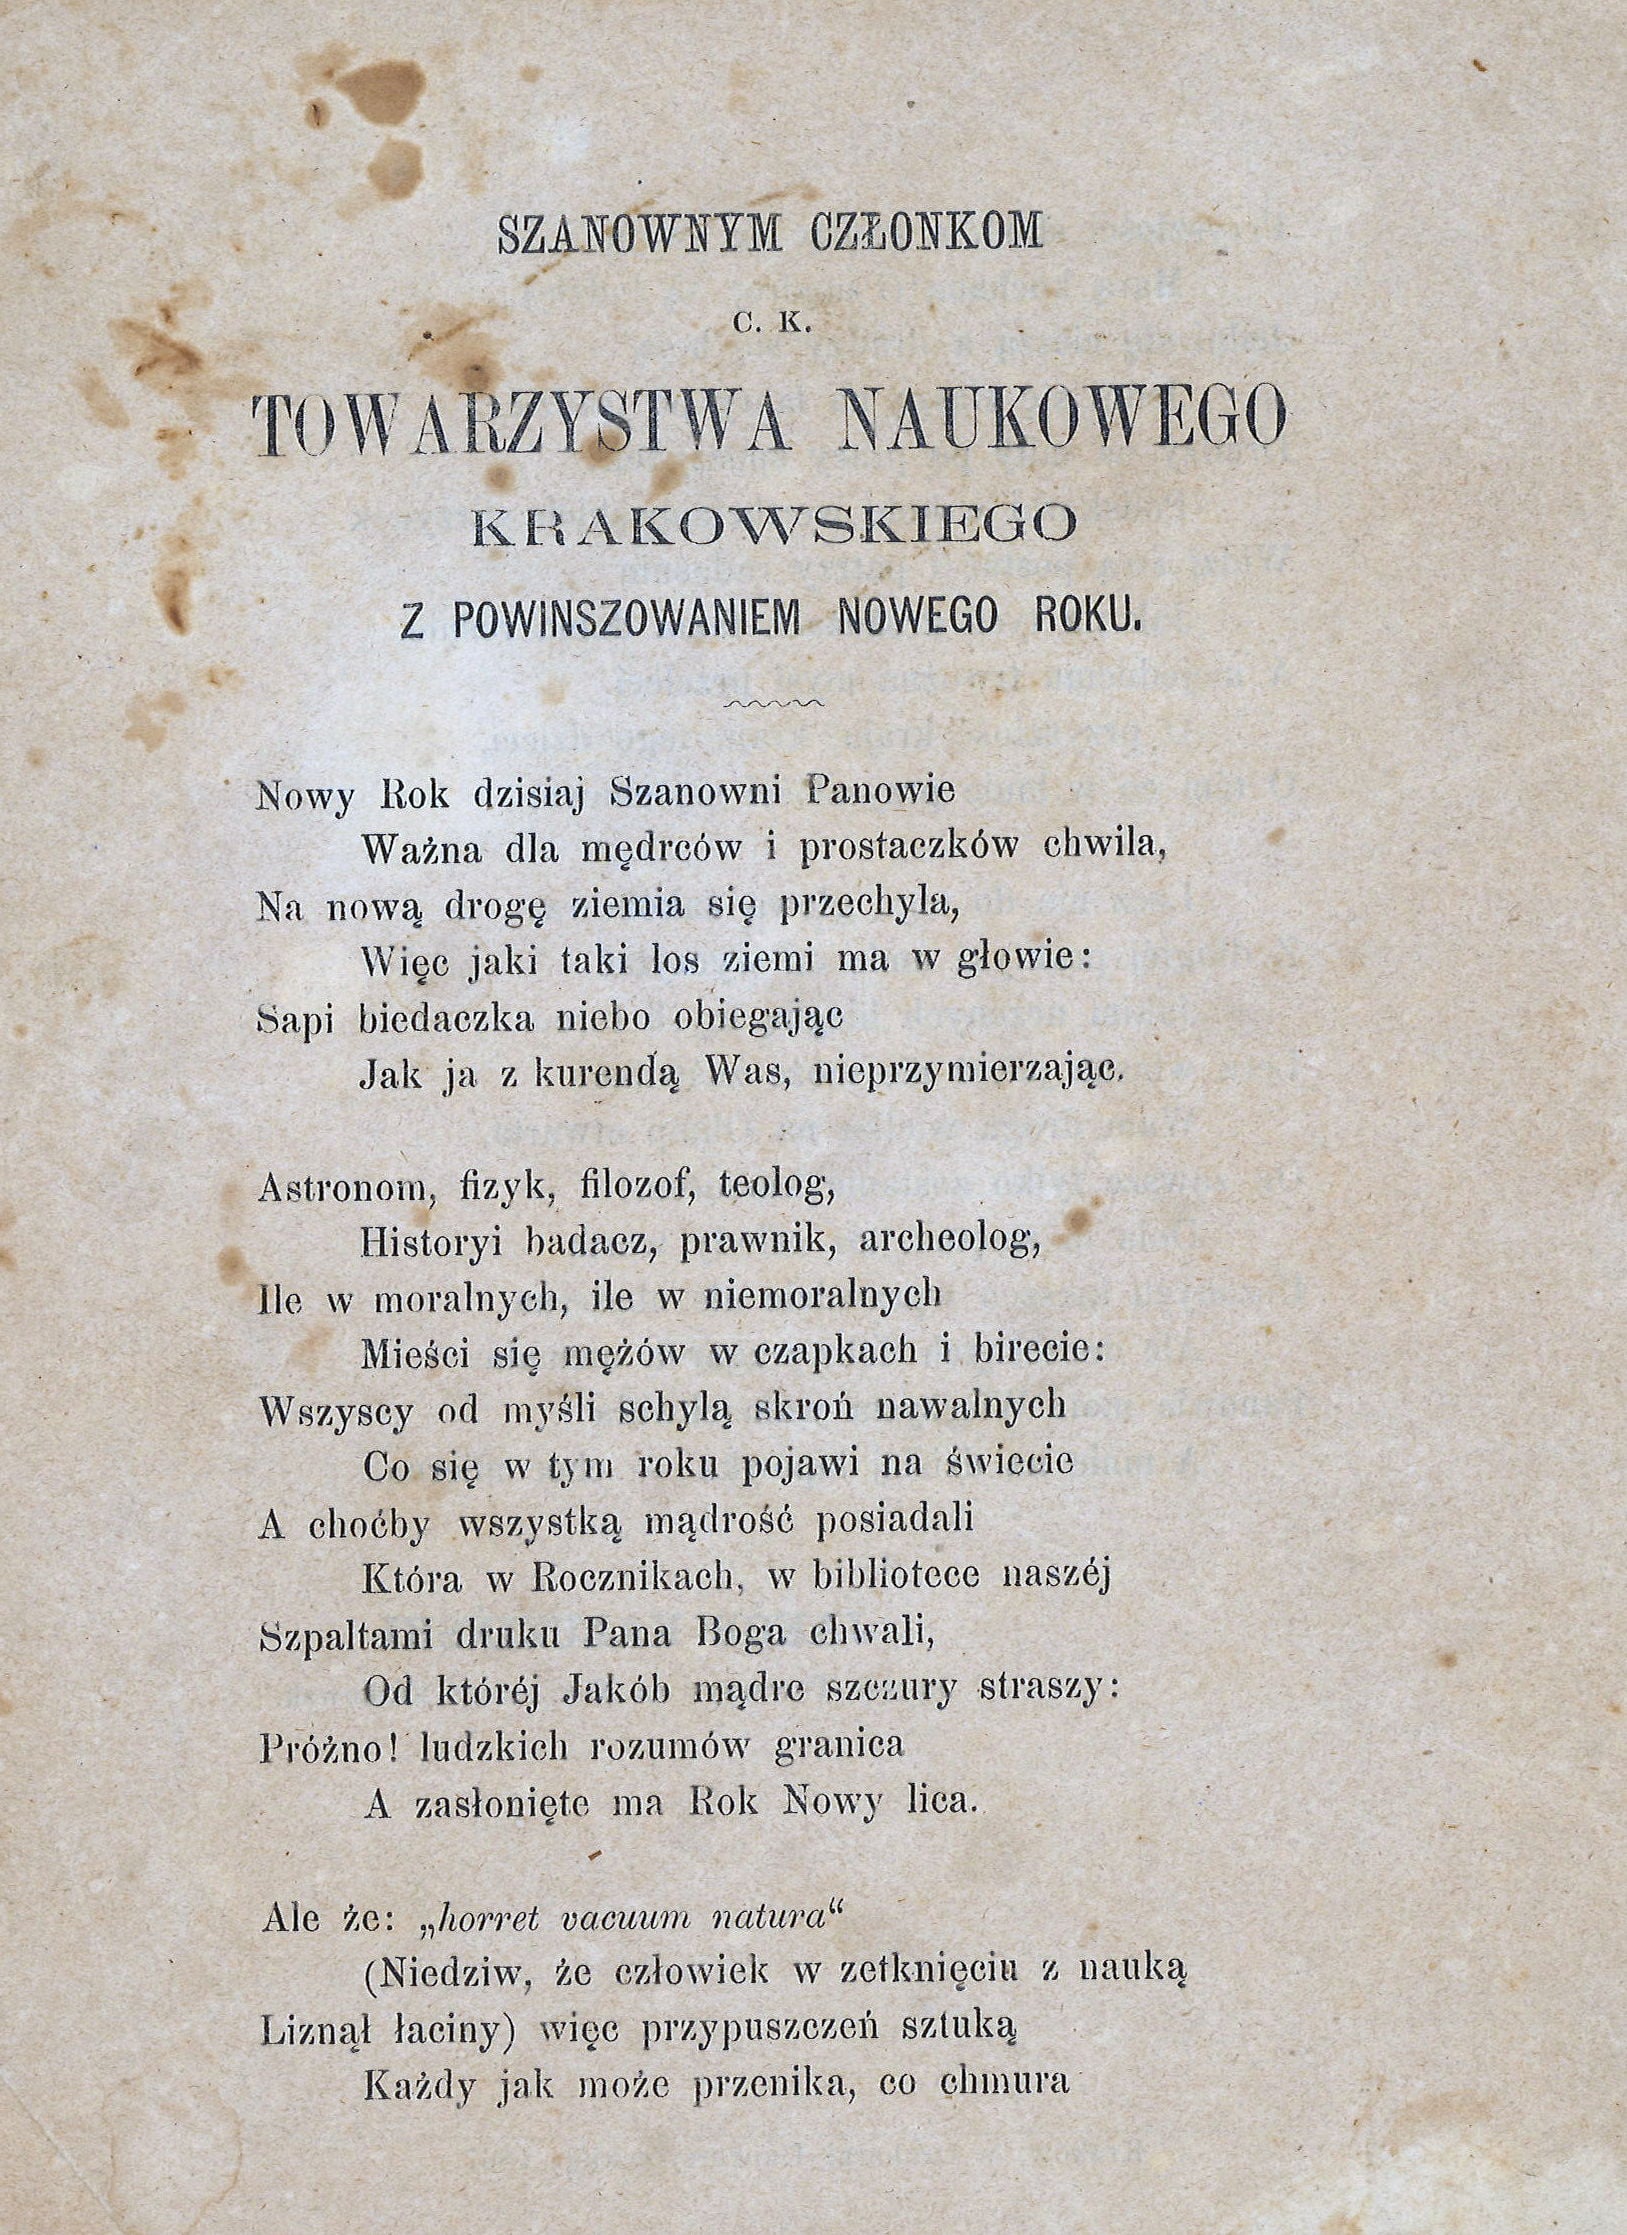 SZANOWNYM CZŁONKOM
C. K.
TOWARZYSTWA NAUKOWEGO
KRAKOWSKIEGO
Z POWINSZOWANIEM NOWEGO ROKU.
Nowy Rok dzisiaj Szanowni Panowie
Ważna dla mędrców i prostaczków chwila,
Na nową drogę ziemia się przechyla,
Więc jaki taki los ziemi ma w głowie:
Sapi biedaczka niebo obiegając
Jak ja z kurendą Was, nieprzymierzając.
Astronom, fizyk, filozof, teolog,
Historyi badacz, prawnik, archeolog,
Ile w moralnych, ile w niemoralnych
Mieści się mężów w czapkach i birecie:
Wszyscy od myśli schylą skroń nawalnych
Co się w tym roku pojawi na świecie
A choćby wszystką mądrość posiadali
Która w Rocznikach, w bibliotece naszéj
Szpaltami druku Pana Boga chwali,
Od któréj Jakób mądre szczury straszy:
Próżno! ludzkich rozumów granica
A zasłonięte ma Rok Nowy lica.
Ale że: „horret vacuum natura“
(Niedziw, że człowiek w zetknięciu z nauką
Liznął łaciny) więc przypuszczeń sztuką
Każdy jak może przenika, co chmura